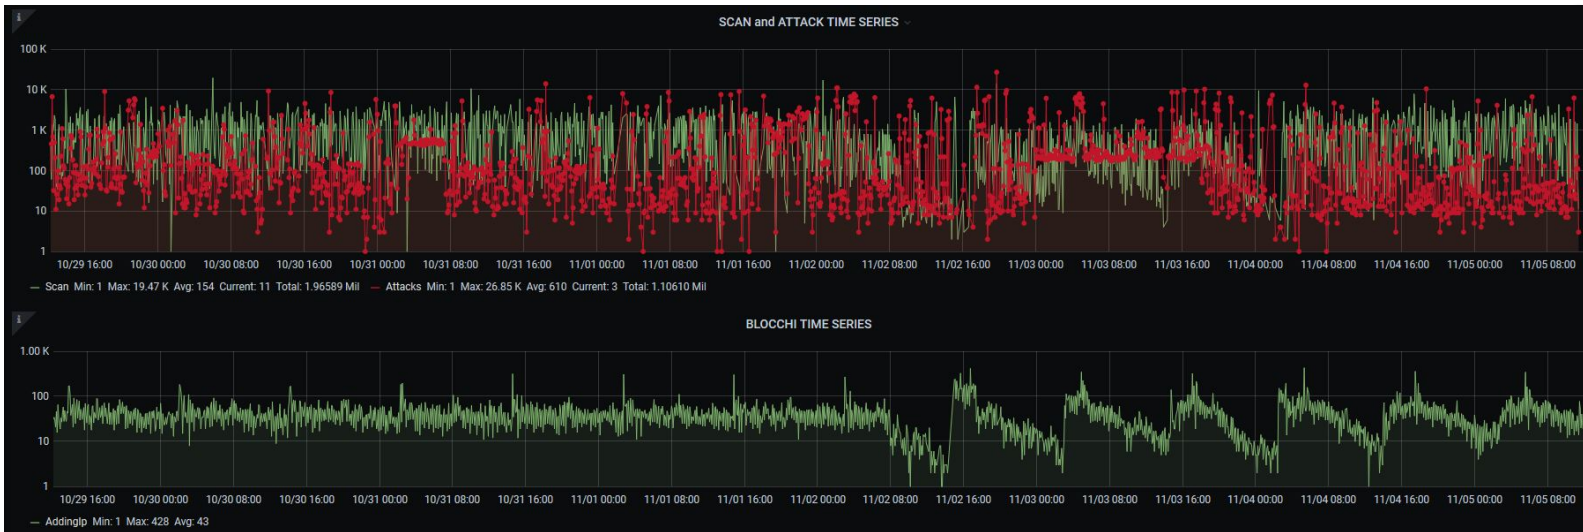 i
SCAN and ATTACK TIME SERIES
100 K
10 K
1 K
100
10
1
10/29 16:00 10/30 00:00 10/30 08:00 10/30 16:00 10/31 00:00 10/31 08:00 10/31 16:00 11/01 00:00 11/01 08:00 11/01 16:00 11/02 00:00 11/02 08:00 11/02 16:00 11/03 00:00 11/03 08:00 11/03 16:00 11/04 00:00 11/04 08:00 11/04 16:00 11/05 00:00 11/05 08:00
Scan Min: 1 Max: 19.47 K Avg: 154 Current: 11 Total: 1.96589 Mil Attacks Min: 1 Max: 26.85 K Avg: 610 Current: 3 Total: 1.10610 Mil
i
BLOCCHI TIME SERIES
1.00 K
100
10
1
10/29 16:00 10/30 00:00 10/30 08:00 10/30 16:00 10/31 00:00 10/31 08:00 10/31 16:00 11/01 00:00 11/01 08:00 11/01 16:00 11/02 00:00 11/02 08:00 11/02 16:00 11/03 00:00 11/03 08:00 11/03 16:00 11/04 00:00 11/04 08:00 11/04 16:00 11/05 00:00 11/05 08:00
AddingIp Min: 1 Max: 428 Avg: 43